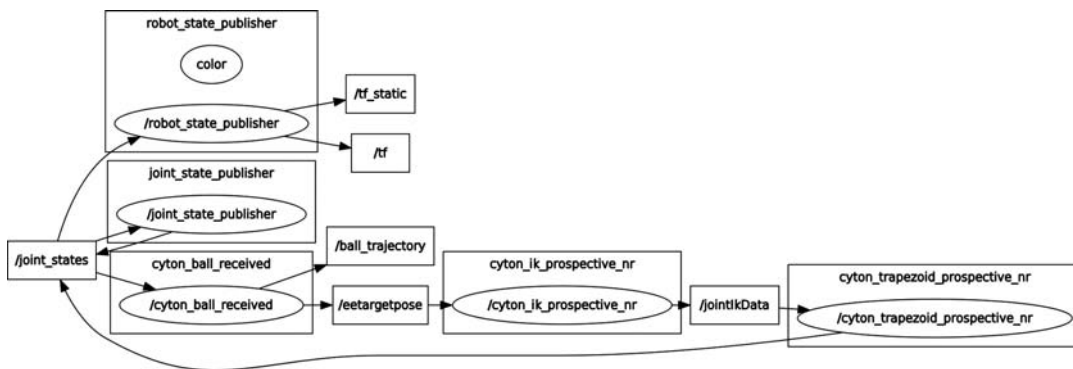 robot_state_publisher
color
/robot_state_publisher
/tf_static
/tf
joint_state_publisher
/joint_state_publisher
/joint_states
cyton_ball_received
/cyton_ball_received
/ball_trajectory
/eetargetpose
cyton_ik_prospective_nr
/cyton_ik_prospective_nr
/jointIkData
cyton_trapezoid_prospective_nr
/cyton_trapezoid_prospective_nr